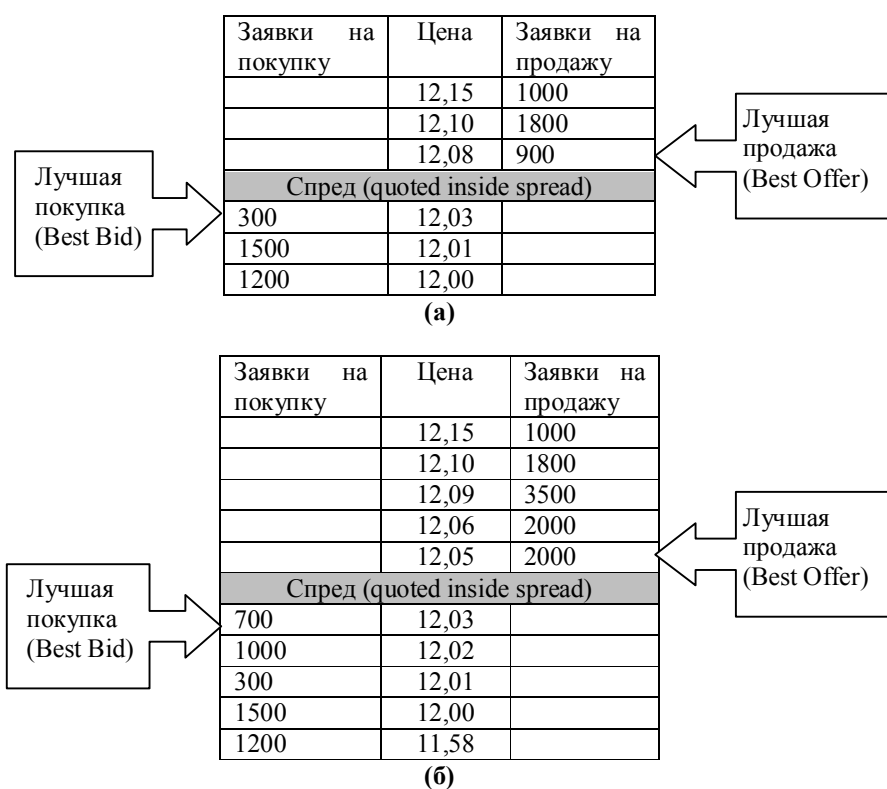 Заявки на Цена Заявки на
покупку продажу
12,15 1000
12,10 1800
12,08 900
Спред (quoted inside spread)
300 12,03
1500 12,01
1200 12,00
Лучшая
продажа
(Best Offer)
Лучшая
покупка
(Best Bid)
(а)
Заявки на Цена Заявки на
покупку продажу
12,15 1000
12,10 1800
12,09 3500
12,06 2000
12,05 2000
Спред (quoted inside spread)
700 12,03
1000 12,02
300 12,01
1500 12,00
1200 11,58
Лучшая
продажа
(Best Offer)
Лучшая
покупка
(Best Bid)
(б)